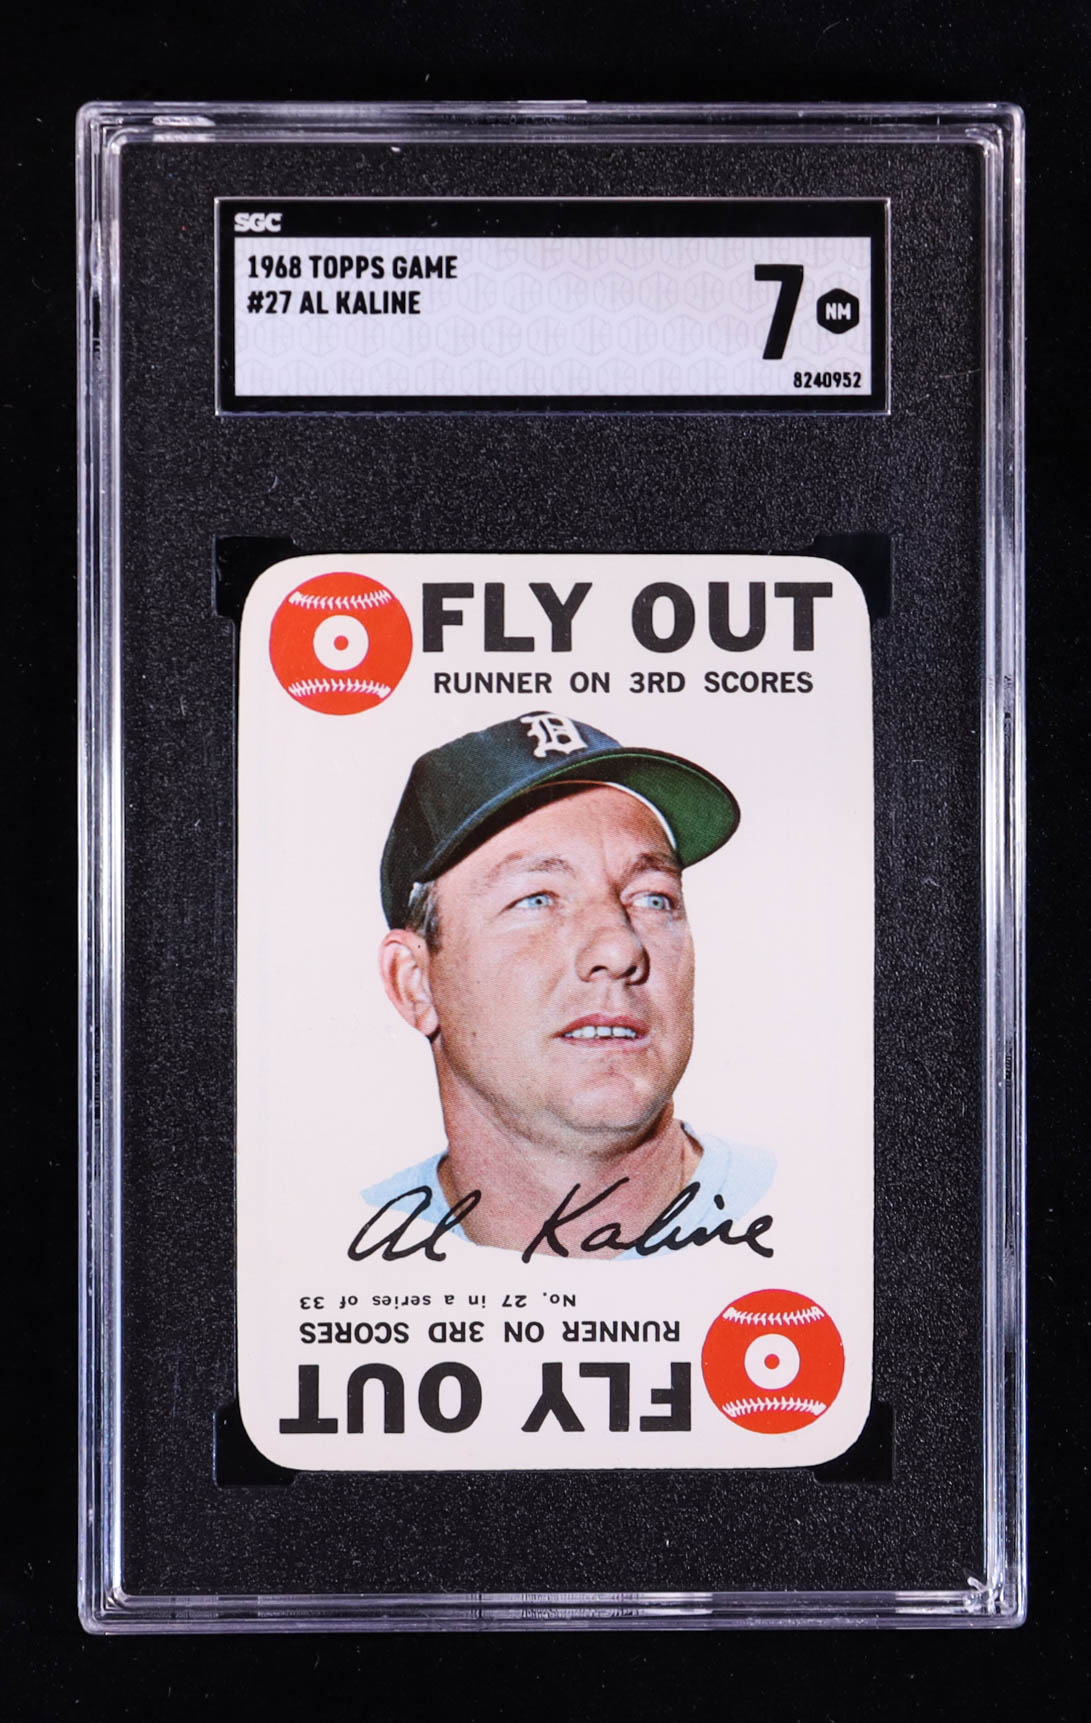 SGC
1968 TOPPS GAME
#27 AL KALINE
7
NM
8240952
FLY OUT
RUNNER ON 3RD SCORES
D
Al Kaline
No. 27 in a series of 33
RUNNER ON 3RD SCORES
FLY OUT